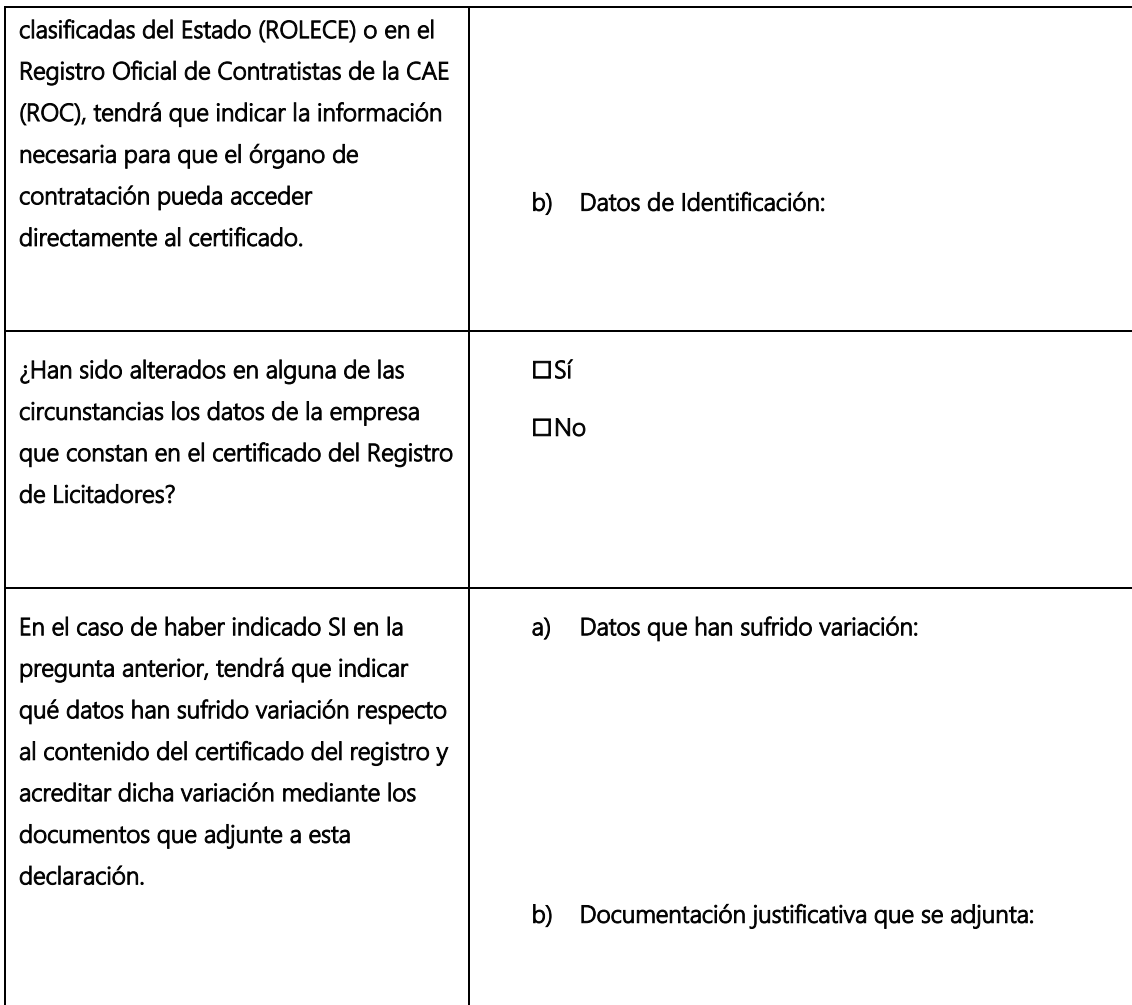 clasificadas del Estado (ROLECE) o en el
Registro Oficial de Contratistas de la CAE
(ROC), tendrá que indicar la información
necesaria para que el órgano de
contratación pueda acceder
directamente al certificado.
b) Datos de Identificación:
¿Han sido alterados en alguna de las
circunstancias los datos de la empresa
que constan en el certificado del Registro
de Licitadores?
☐Sí
☐No
En el caso de haber indicado SI en la
pregunta anterior, tendrá que indicar
qué datos han sufrido variación respecto
al contenido del certificado del registro y
acreditar dicha variación mediante los
documentos que adjunte a esta
declaración.
a) Datos que han sufrido variación:
b) Documentación justificativa que se adjunta: